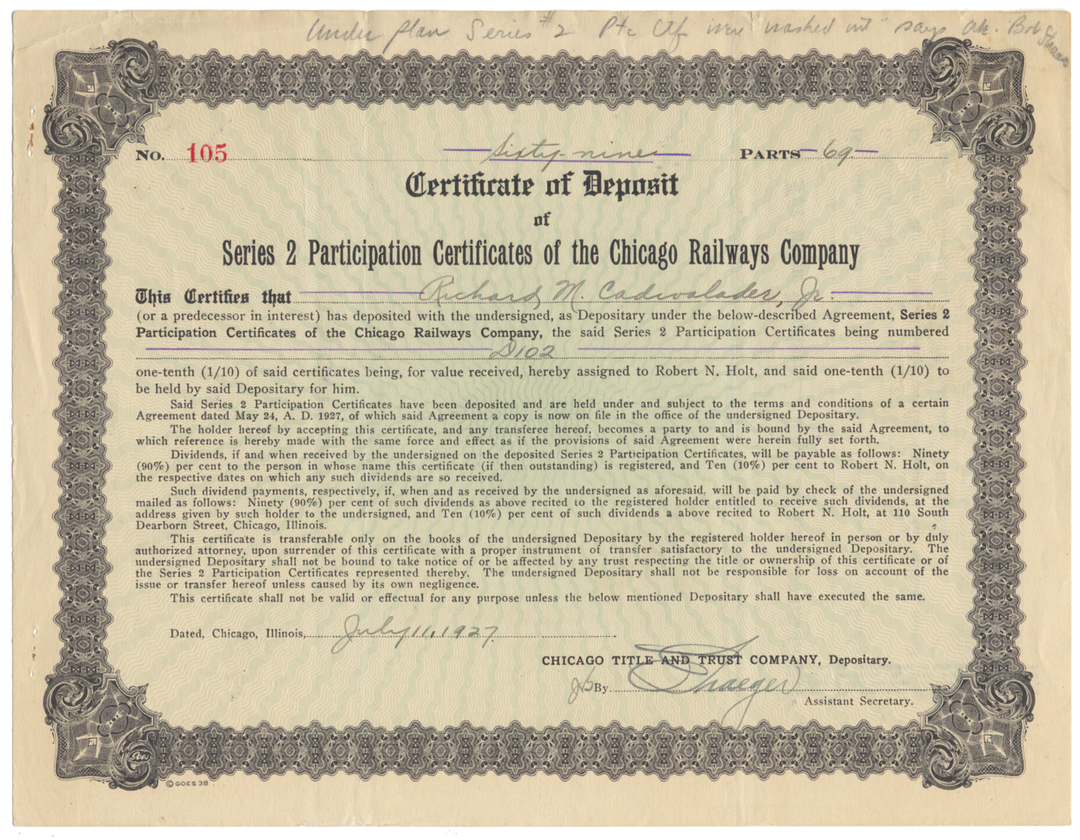 Under plan Series #2 Ptc Ctf were "washed out" says Bob
No. 105 Sixty-nine PARTS 69
Certificate of Deposit
of
Series 2 Participation Certificates of the Chicago Railways Company
This Certifies that Richard M. Cadwalader, Jr.
(or a predecessor in interest) has deposited with the undersigned, as Depositary under the below-described Agreement, Series 2
Participation Certificates of the Chicago Railways Company, the said Series 2 Participation Certificates being numbered
D102
one-tenth (1/10) of said certificates being, for value received, hereby assigned to Robert N. Holt, and said one-tenth (1/10) to
be held by said Depositary for him.
Said Series 2 Participation Certificates have been deposited and are held under and subject to the terms and conditions of a certain
Agreement dated May 24, A. D. 1927, of which said Agreement a copy is now on file in the office of the undersigned Depositary.
The holder hereof by accepting this certificate, and any transferee hereof, becomes a party to and is bound by the said Agreement, to
which reference is hereby made with the same force and effect as if the provisions of said Agreement were herein fully set forth.
Dividends, if and when received by the undersigned on the deposited Series 2 Participation Certificates, will be payable as follows: Ninety
(90%) per cent to the person in whose name this certificate (if then outstanding) is registered, and Ten (10%) per cent to Robert N. Holt, on
the respective dates on which any such dividends are so received.
Such dividend payments, respectively, if, when and as received by the undersigned as aforesaid, will be paid by check of the undersigned
mailed as follows: Ninety (90%) per cent of such dividends as above recited to the registered holder entitled to receive such dividends, at the
address given by such holder to the undersigned, and Ten (10%) per cent of such dividends a above recited to Robert N. Holt, at 110 South
Dearborn Street, Chicago, Illinois.
This certificate is transferable only on the books of the undersigned Depositary by the registered holder hereof in person or by duly
authorized attorney, upon surrender of this certificate with a proper instrument of transfer satisfactory to the undersigned Depositary. The
undersigned Depositary shall not be bound to take notice of or be affected by any trust respecting the title or ownership of this certificate or of
the Series 2 Participation Certificates represented thereby. The undersigned Depositary shall not be responsible for loss on account of the
issue or transfer hereof unless caused by its own negligence.
This certificate shall not be valid or effectual for any purpose unless the below mentioned Depositary shall have executed the same.
Dated, Chicago, Illinois, July 11, 1927
CHICAGO TITLE AND TRUST COMPANY, Depositary.
By
Assistant Secretary.
© GOES 38